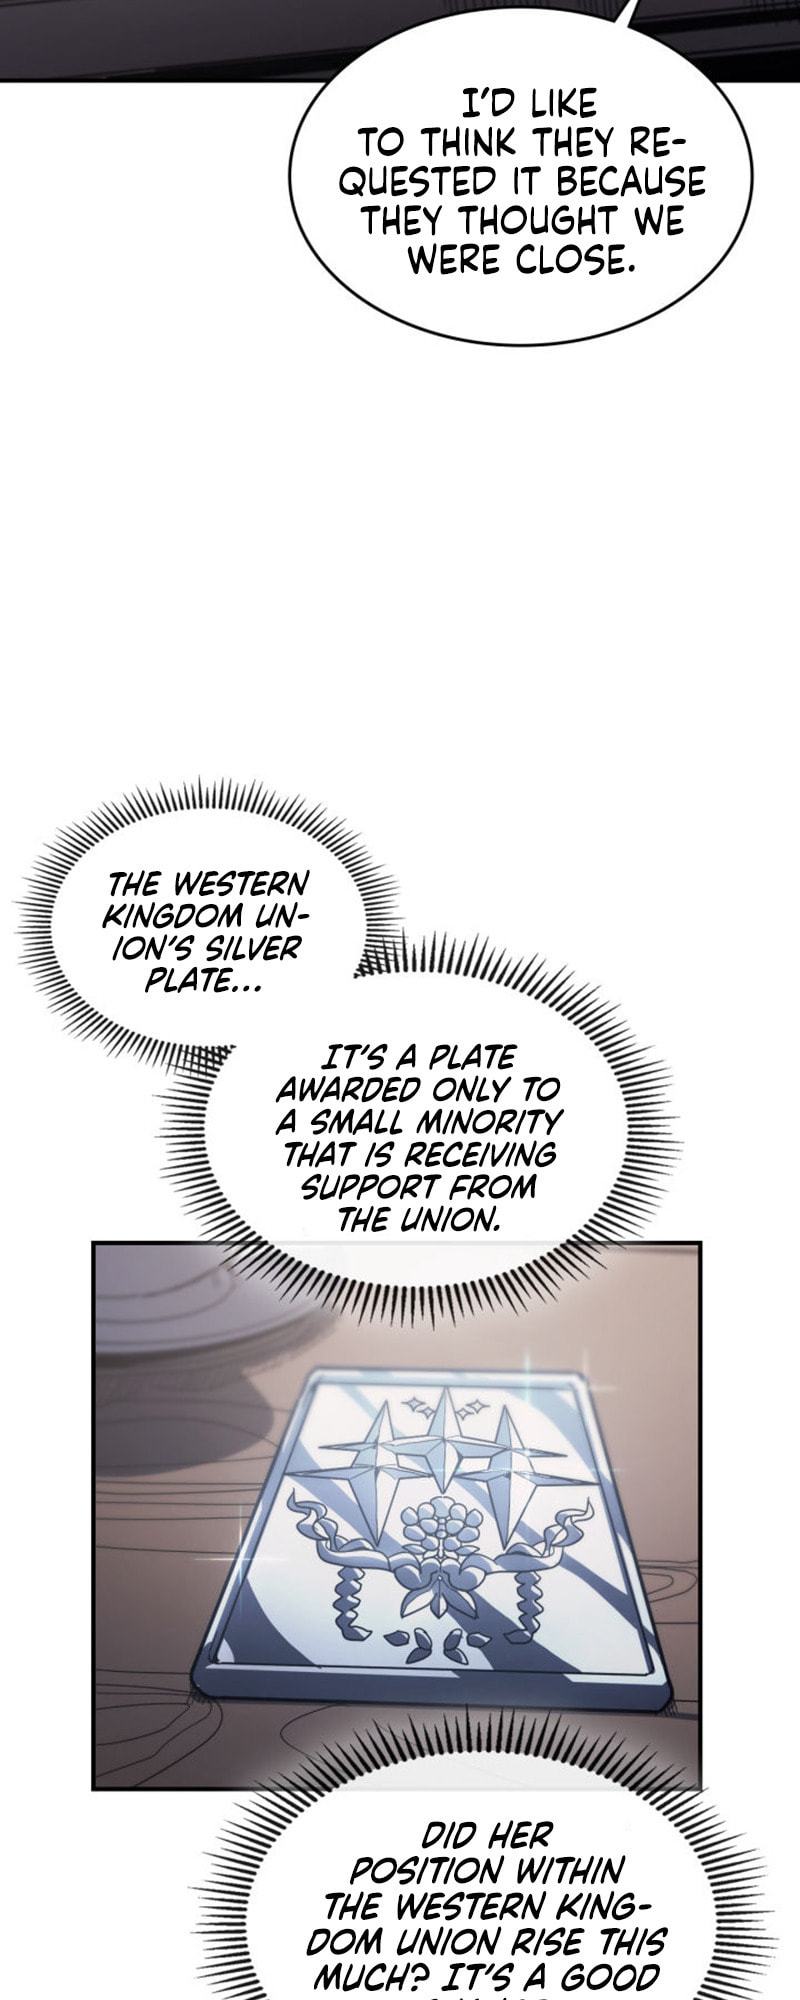 I'D LIKE
TO THINK THEY RE-
QUESTED IT BECAUSE
THEY THOUGHT WE
WERE CLOSE.
THE WESTERN
KINGDOM UN-
ION'S SILVER
PLATE...
IT'S A PLATE
AWARDED ONLY TO
A SMALL MINORITY
THAT IS RECEIVING
SUPPORT FROM
THE UNION.
DID HER
POSITION WITHIN
THE WESTERN KING-
DOM UNION RISE THIS
MUCH? IT'S A GOOD